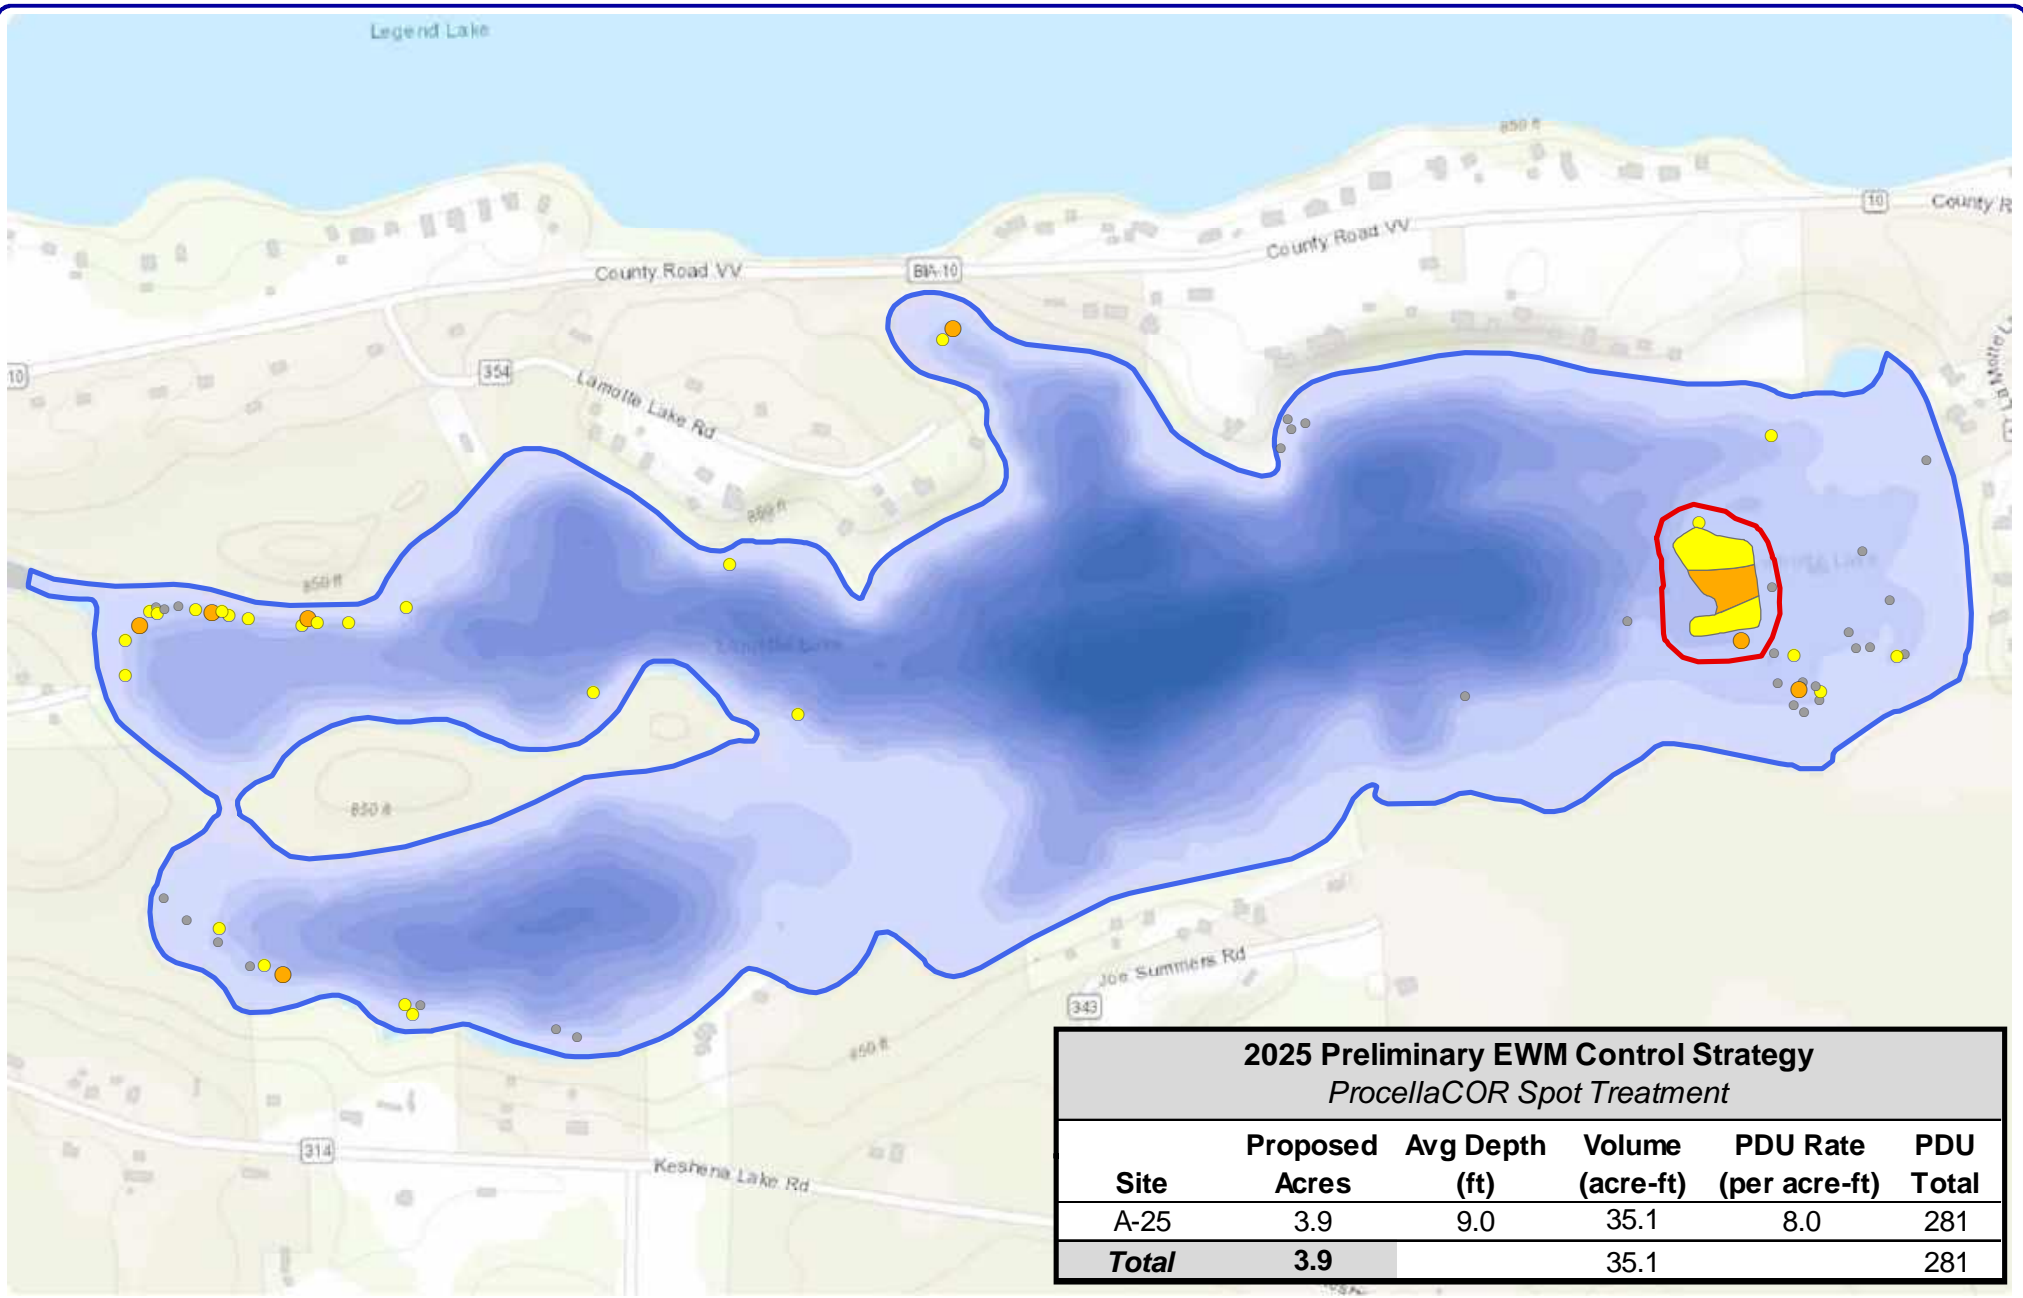 Legend Lake
850 ft
10
County R
County Road VV
County Road VV
BIA-10
10
354
Lamotte Lake Rd
850 ft
850 ft
850 ft
Joe Summers Rd
343
850 ft
314
Keshena Lake Rd
2025 Preliminary EWM Control Strategy
ProcellaCOR Spot Treatment
Site Proposed Acres Avg Depth (ft) Volume (acre-ft) PDU Rate (per acre-ft) PDU Total
A-25 3.9 9.0 35.1 8.0 281
Total 3.9 35.1 281